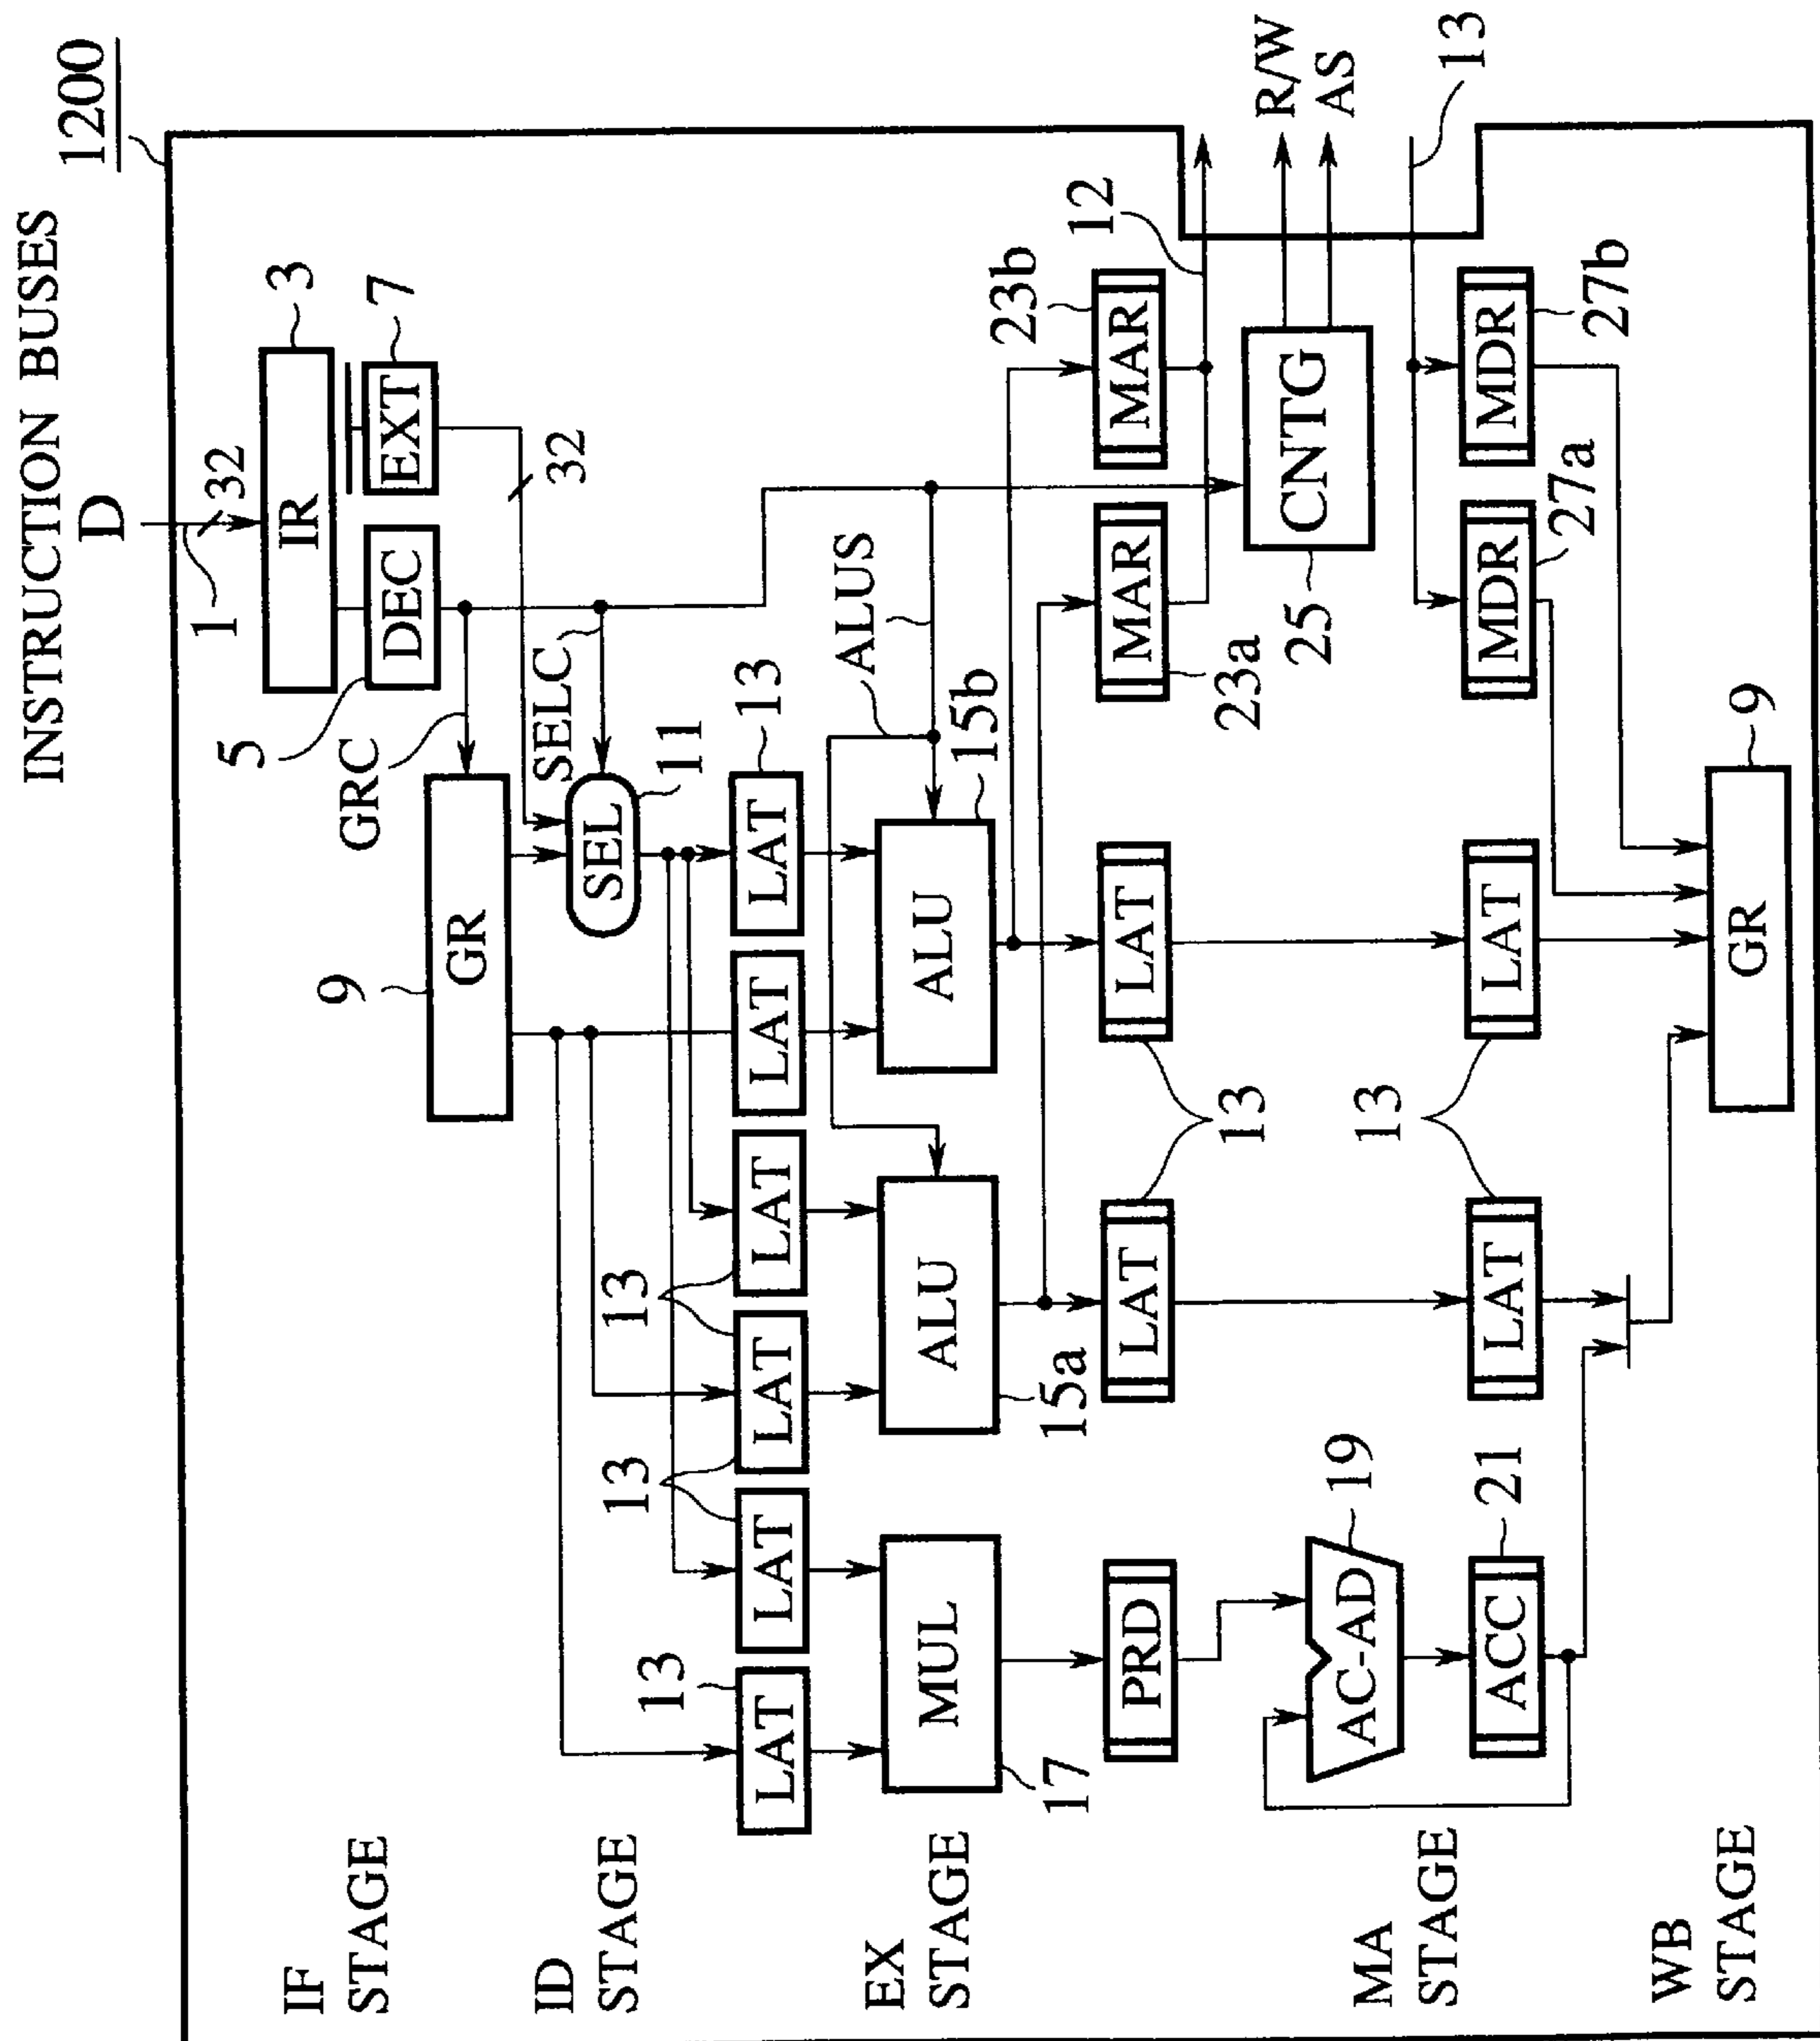 INSTRUCTION BUSES
D
1200
1
32
IR
3
DEC
5
EXT
7
32
GRC
GR
9
SELC
SEL
11
LAT
LAT
LAT
LAT
LAT
LAT
13
13
13
13
ALUS
MUL
17
ALU
15a
ALU
15b
PRD
LAT
LAT
13
MAR
23a
MAR
23b
12
AC-AD
19
CNTG
25
R/W
AS
13
ACC
21
LAT
LAT
13
MDR
27a
MDR
27b
GR
9
IF
STAGE
ID
STAGE
EX
STAGE
MA
STAGE
WB
STAGE